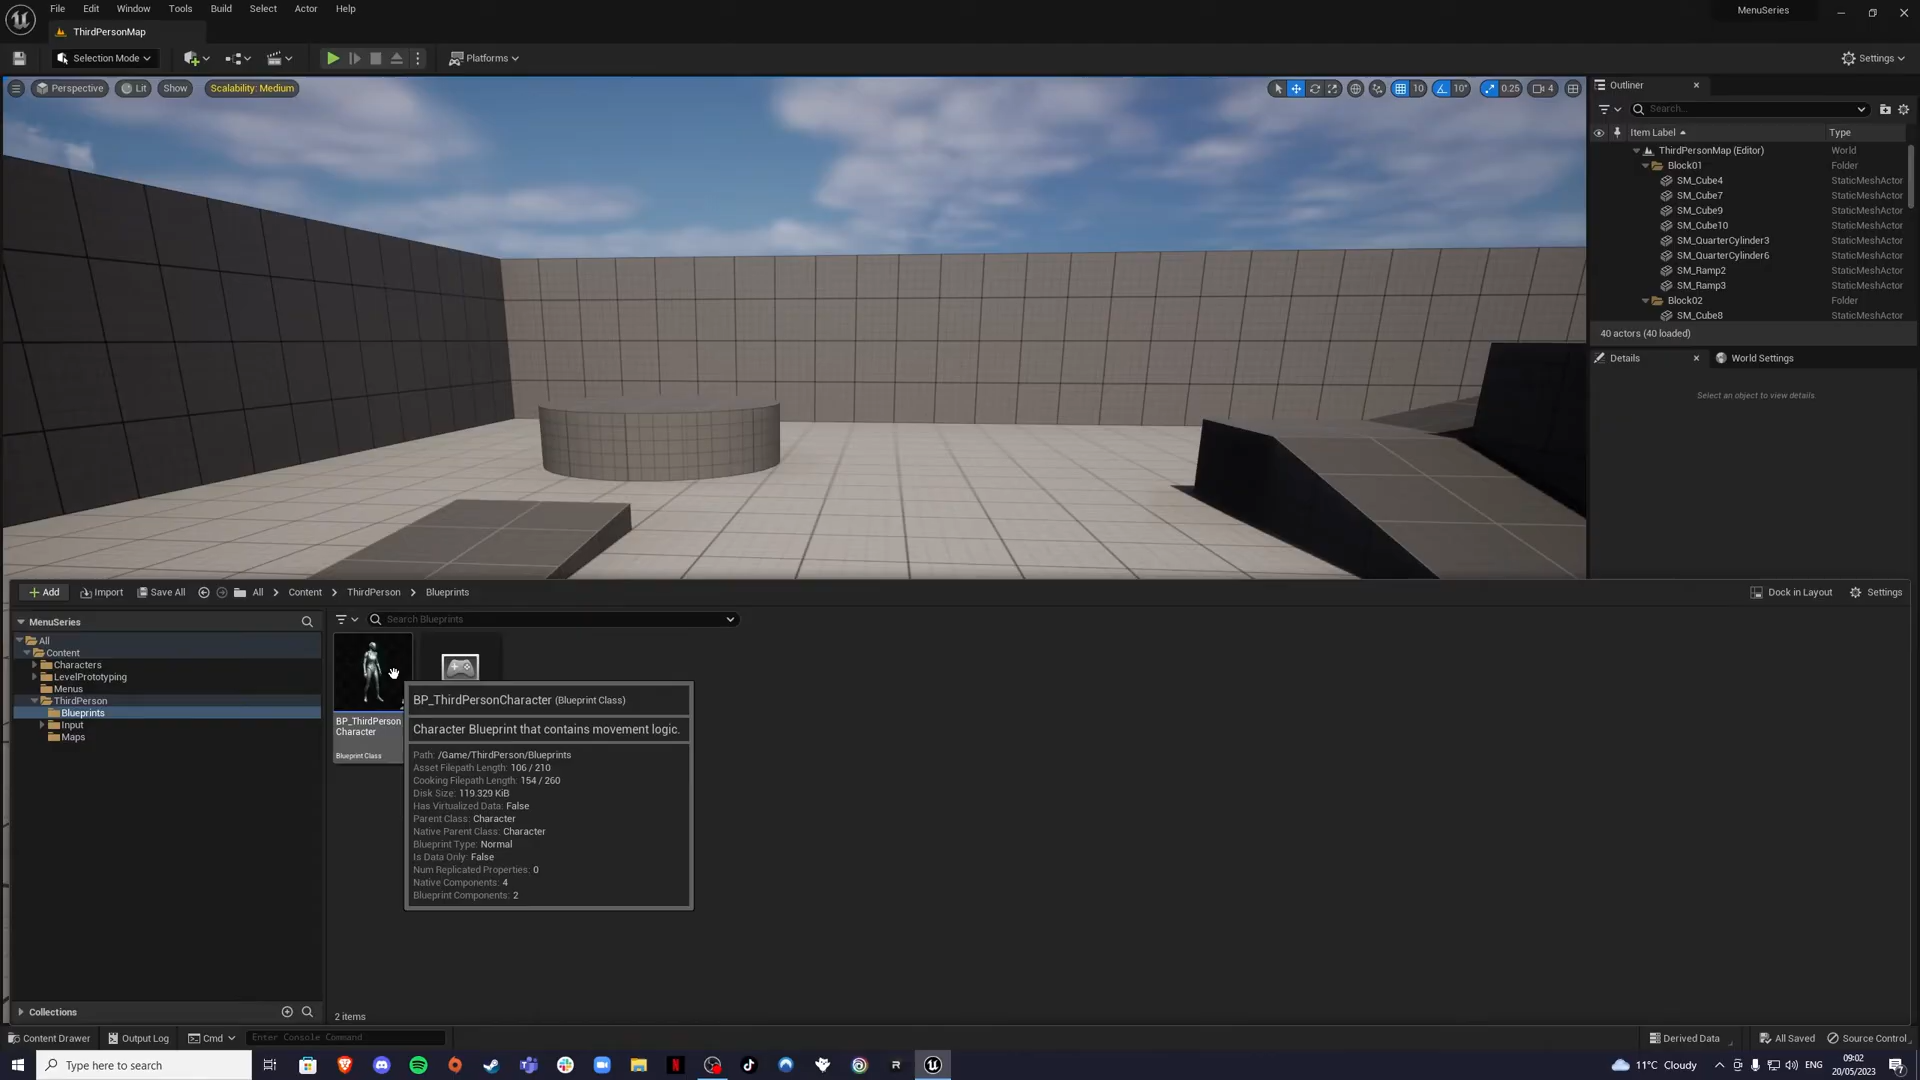 File Edit Window Tools Build Select Actor Help MenuSeries
ThirdPersonMap
Selection Mode Platforms Settings
Perspective Lit Show Scalability: Medium 10 10° 0.25 4
Outliner
Search...
Item Label Type
ThirdPersonMap (Editor) World
Block01 Folder
SM_Cube4 StaticMeshActor
SM_Cube7 StaticMeshActor
SM_Cube9 StaticMeshActor
SM_Cube10 StaticMeshActor
SM_QuarterCylinder3 StaticMeshActor
SM_QuarterCylinder6 StaticMeshActor
SM_Ramp2 StaticMeshActor
SM_Ramp3 StaticMeshActor
Block02 Folder
SM_Cube8 StaticMeshActor
40 actors (40 loaded)
Details World Settings
Select an object to view details.
Add Import Save All All Content ThirdPerson Blueprints Dock in Layout Settings
MenuSeries
Search Blueprints
All
Content
Characters
LevelPrototyping
Menus
ThirdPerson
Blueprints
Input
Maps
BP_ThirdPerson
Character
Blueprint Class
BP_ThirdPersonCharacter (Blueprint Class)
Character Blueprint that contains movement logic.
Path: /Game/ThirdPerson/Blueprints
Asset Filepath Length: 106 / 210
Cooking Filepath Length: 154 / 260
Disk Size: 119.329 KiB
Has Virtualized Data: False
Parent Class: Character
Native Parent Class: Character
Blueprint Type: Normal
Is Data Only: False
Num Replicated Properties: 0
Native Components: 4
Blueprint Components: 2
Collections
2 items
Content Drawer Output Log Cmd Enter Console Command Derived Data All Saved Source Control
Type here to search 11°C Cloudy ENG 09:02
20/05/2023